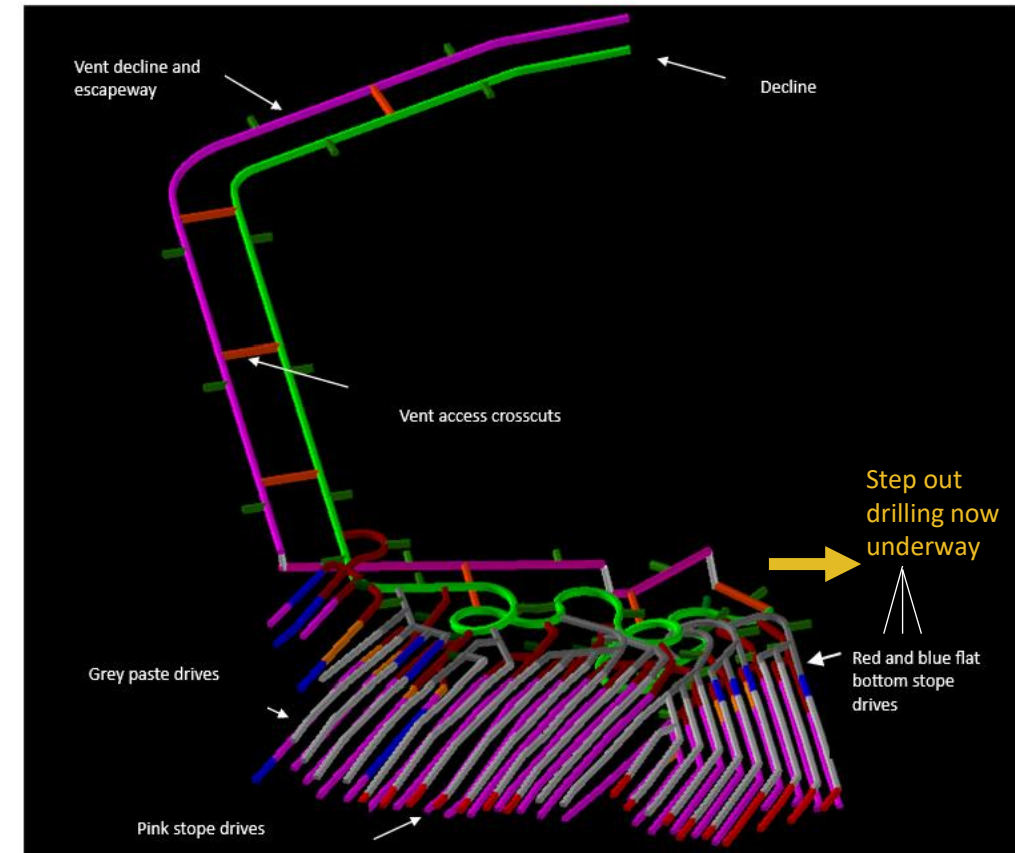 Vent decline and
escapeway
Decline
Vent access crosscuts
Step out
drilling now
underway
Red and blue flat
bottom stope
drives
Grey paste drives
Pink stope drives